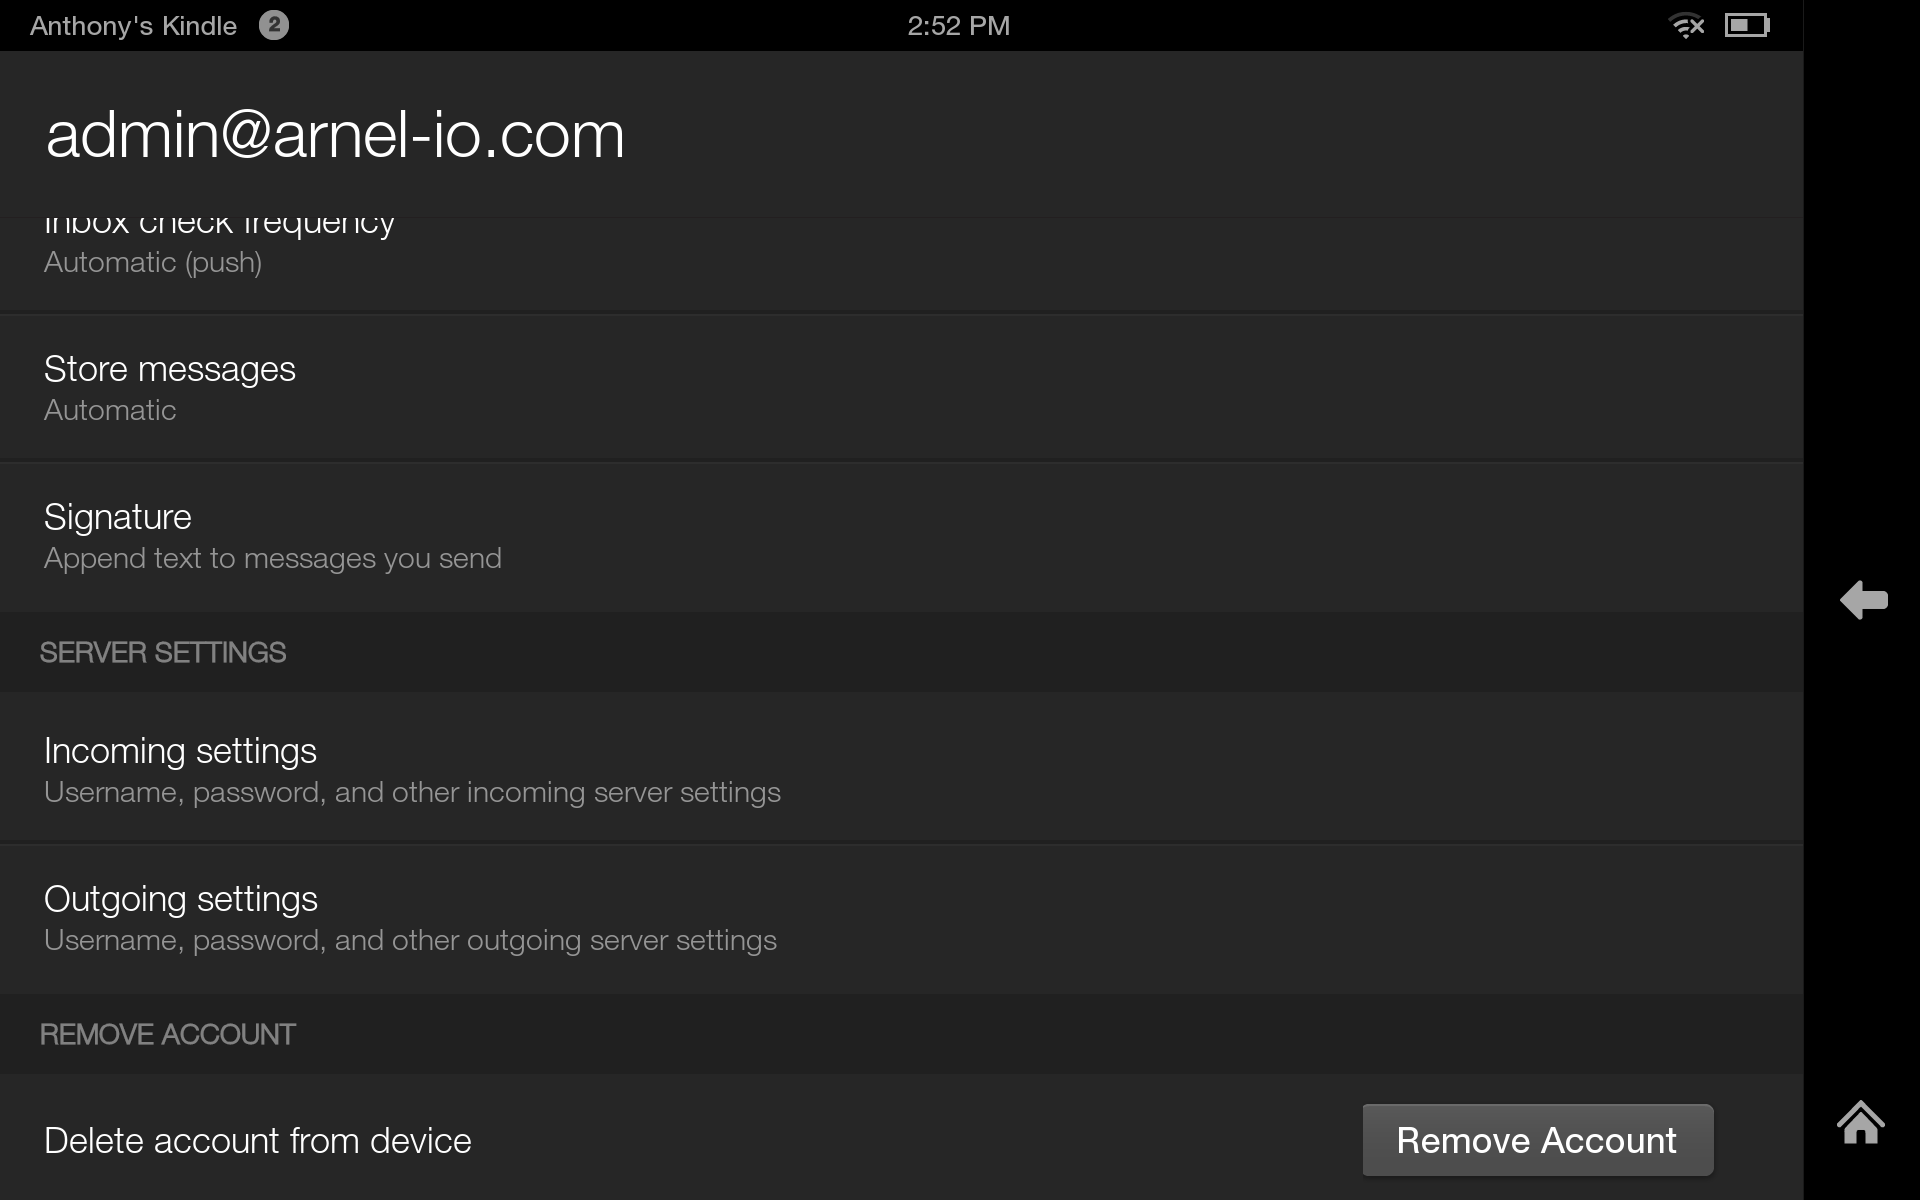 Anthony's Kindle 2 2:52 PM
admin@arnel-io.com
Inbox check frequency
Automatic (push)
Store messages
Automatic
Signature
Append text to messages you send
SERVER SETTINGS
Incoming settings
Username, password, and other incoming server settings
Outgoing settings
Username, password, and other outgoing server settings
REMOVE ACCOUNT
Delete account from device Remove Account